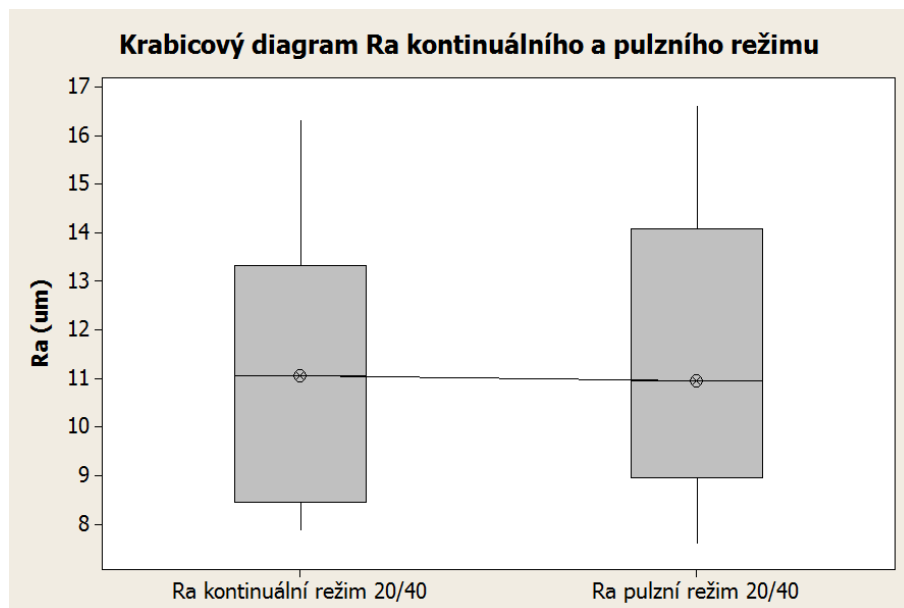 Krabicový diagram Ra kontinuálního a pulzního režimu
17
16
15
14
13
12
11
10
9
8
Ra (um)
Ra kontinuální režim 20/40
Ra pulzní režim 20/40